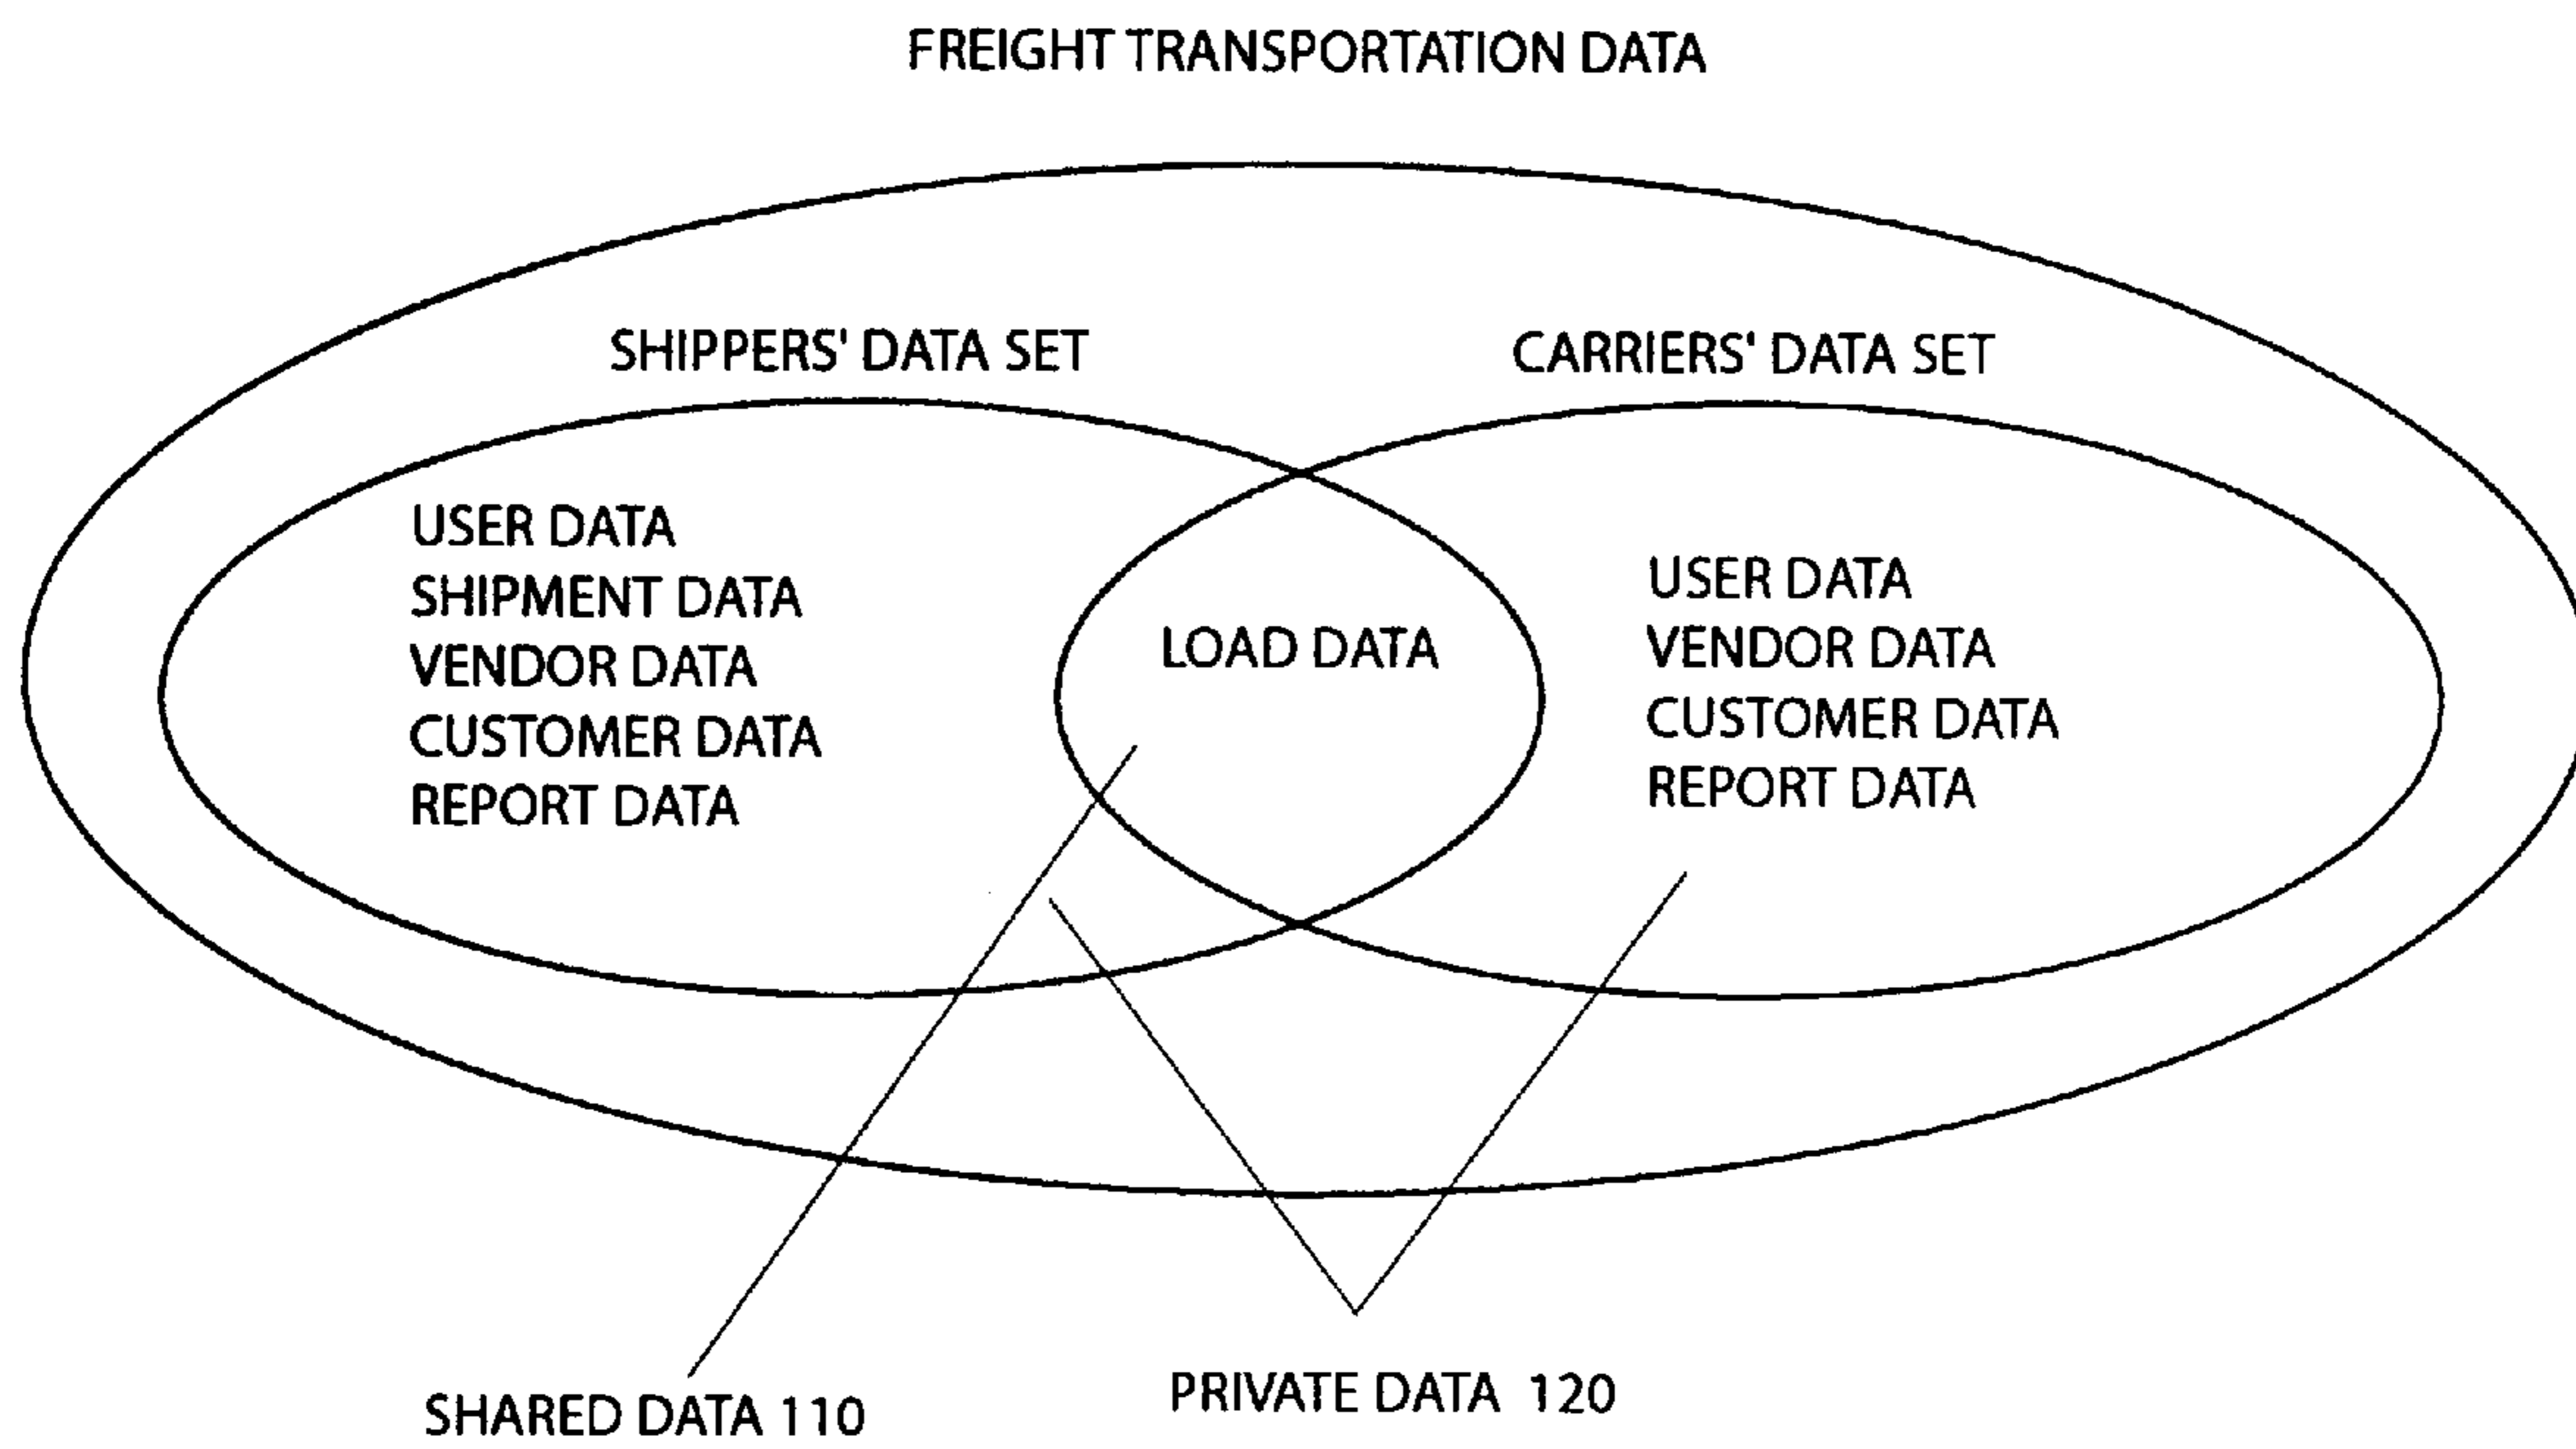 FREIGHT TRANSPORTATION DATA
SHIPPERS' DATA SET
CARRIERS' DATA SET
USER DATA
SHIPMENT DATA
VENDOR DATA
CUSTOMER DATA
REPORT DATA
LOAD DATA
USER DATA
VENDOR DATA
CUSTOMER DATA
REPORT DATA
SHARED DATA 110
PRIVATE DATA 120